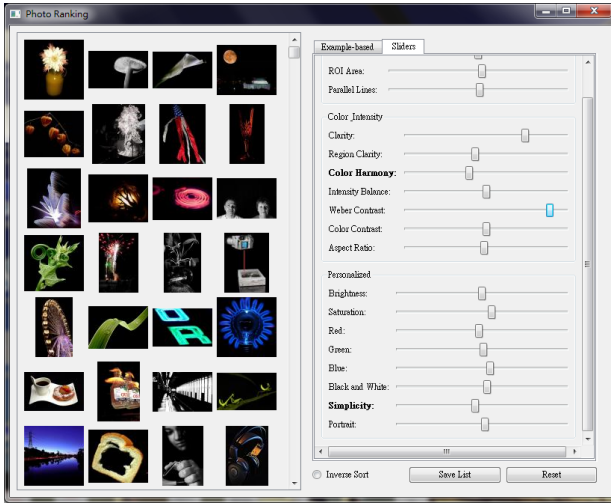 Photo Ranking
Example-based
Sliders
ROI Area:
Parallel Lines:
Color_Intensity
Clarity:
Region Clarity:
Color Harmony:
Intensity Balance:
Weber Contrast:
Color Contrast:
Aspect Ratio:
Personalized
Brightness:
Saturation:
Red:
Green:
Blue:
Black and White:
Simplicity:
Portrait:
Inverse Sort
Save List
Reset